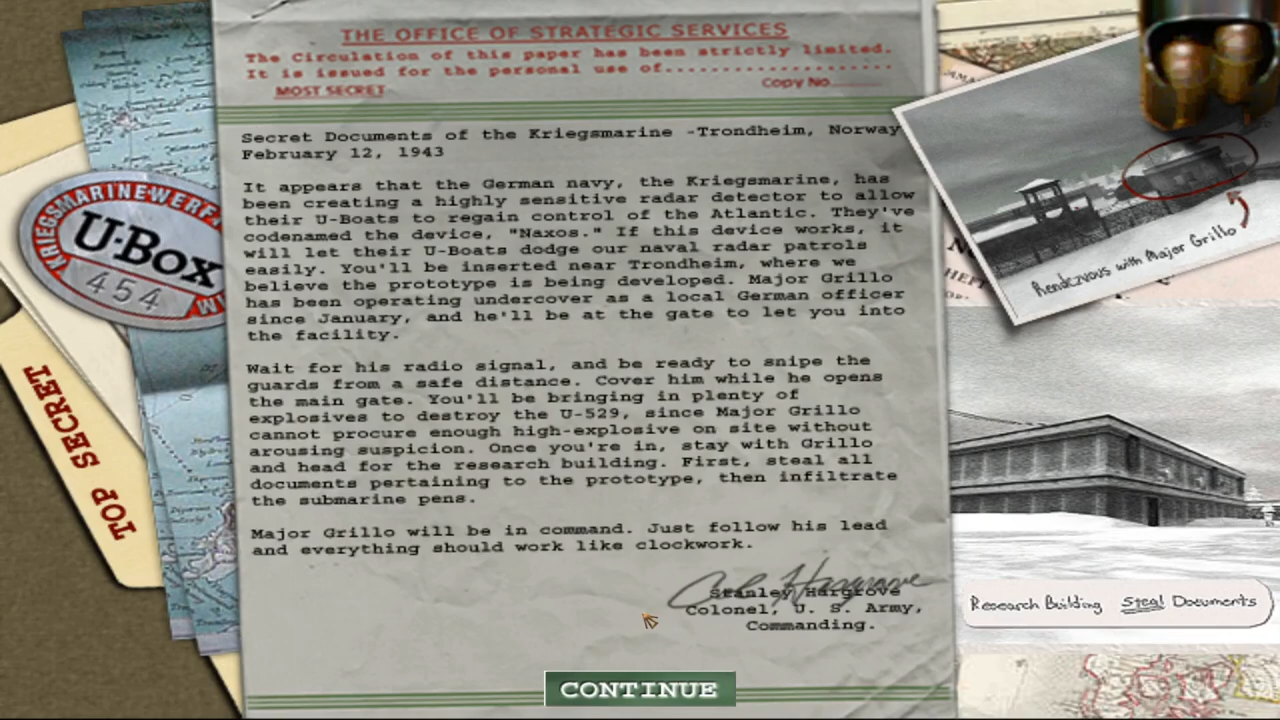 THE OFFICE OF STRATEGIC SERVICES
The Circulation of this paper has been strictly limited.
It is issued for the personal use of....................
MOST SECRET
Copy No.
Secret Documents of the Kriegsmarine -Trondheim, Norway
February 12, 1943
It appears that the German navy, the Kriegsmarine, has
been creating a highly sensitive radar detector to allow
their U-Boats to regain control of the Atlantic. They've
codenamed the device, "Naxos." If this device works, it
will let their U-Boats dodge our naval radar patrols
easily. You'll be inserted near Trondheim, where we
believe the prototype is being developed. Major Grillo
has been operating undercover as a local German officer
since January, and he'll be at the gate to let you into
the facility.
Wait for his radio signal, and be ready to snipe the
guards from a safe distance. Cover him while he opens
the main gate. You'll be bringing in plenty of
explosives to destroy the U-529, since Major Grillo
cannot procure enough high-explosive on site without
arousing suspicion. Once you're in, stay with Grillo
and head for the research building. First, steal all
documents pertaining to the prototype, then infiltrate
the submarine pens.
Major Grillo will be in command. Just follow his lead
and everything should work like clockwork.
Stanley Hargrove
Colonel, U. S. Army,
Commanding.
CONTINUE
KRIEGSMARINEWERF
U-Box
454
TOP SECRET
Rendezvous with Major Grillo
Research Building Steal Documents